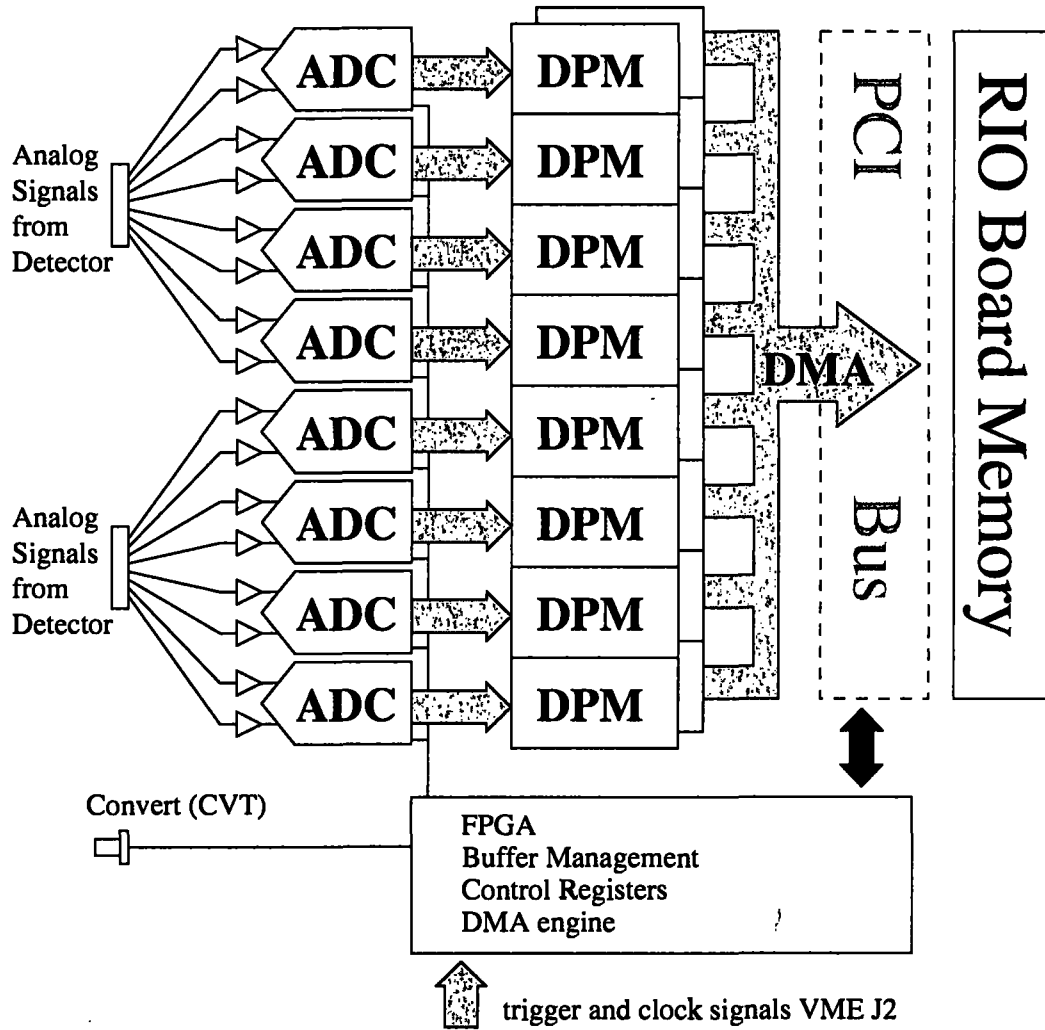 ADC
DPM
ADC
DPM
Analog
Signals
from
Detector
ADC
DPM
ADC
DPM
PCI
Bus
RIO Board Memory
DMA
ADC
DPM
Analog
Signals
from
Detector
ADC
DPM
ADC
DPM
ADC
DPM
Convert (CVT)
FPGA
Buffer Management
Control Registers
DMA engine
trigger and clock signals VME J2